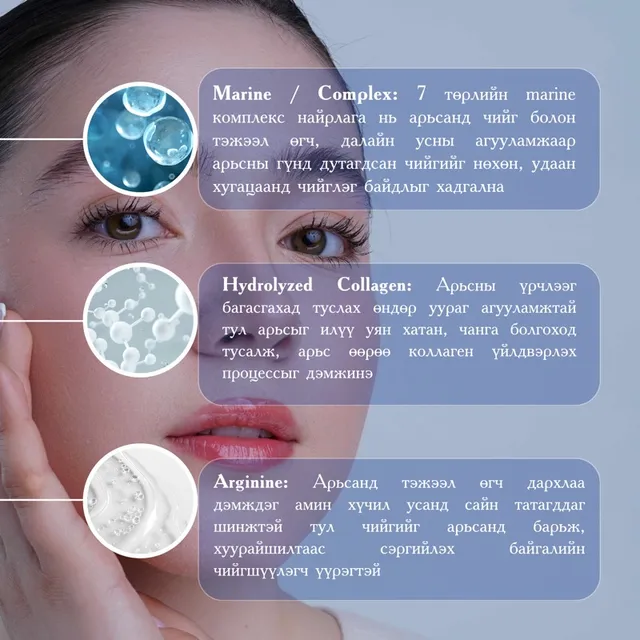 Marine / Complex: 7 төрлийн marine
комплекс найрлага нь арьсанд чийг болон
тэжээл өгч, далайн усны агууламжаар
арьсны гүнд дутагдсан чийгийг нөхөн, удаан
хугацаанд чийглэг байдлыг хадгална
Hydrolyzed Collagen: Арьсны үрчлээг
багасгахад туслах өндөр уураг агууламжтай
тул арьсыг илүү уян хатан, чанга болгоход
тусалж, арьс өөрөө коллаген үйлдвэрлэх
процессыг дэмжинэ
Arginine: Арьсанд тэжээл өгч дархлаа
дэмждэг амин хүчил усанд сайн татагддаг
шинжтэй тул чийгийг арьсанд барьж,
хуурайшилтаас сэргийлэх байгалийн
чийгшүүлэгч үүрэгтэй